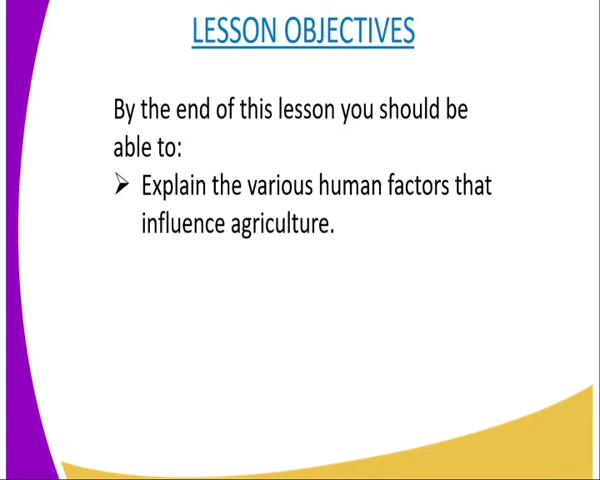 LESSON OBJECTIVES
By the end of this lesson you should be
able to:
➢ Explain the various human factors that
influence agriculture.